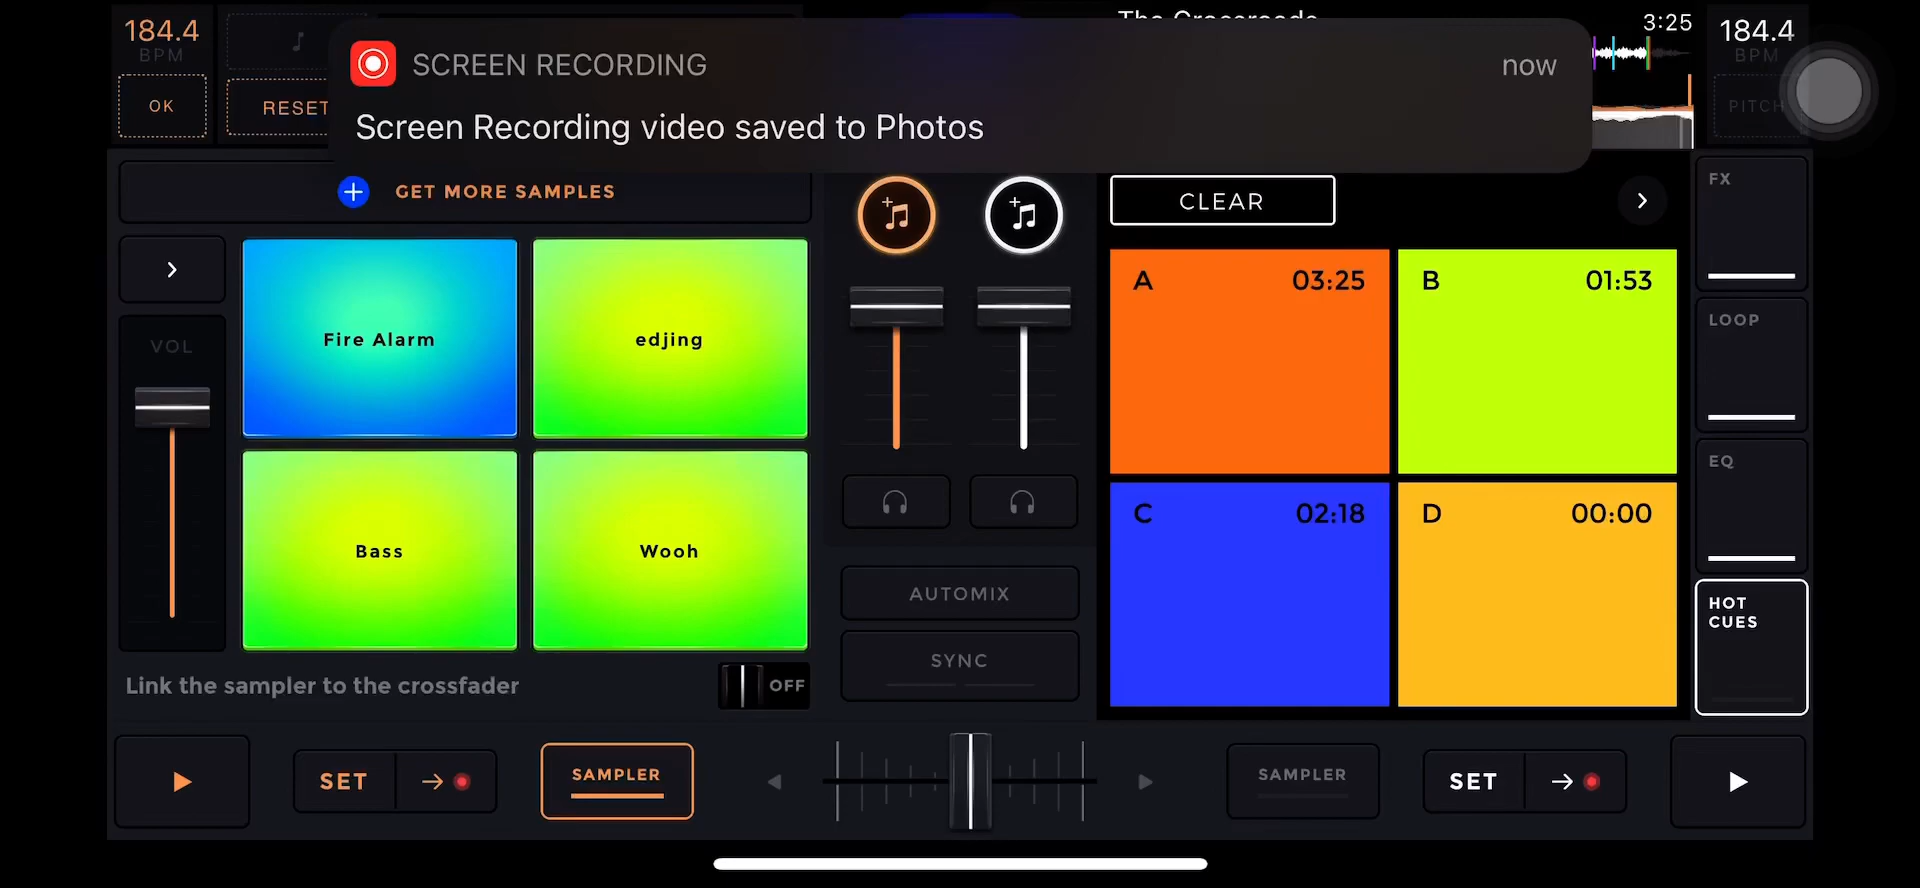 184.4
BPM
OK
RESET
The Crossroads
3:25
184.4
BPM
PITCH
SCREEN RECORDING
now
Screen Recording video saved to Photos
GET MORE SAMPLES
VOL
Fire Alarm
edjing
Bass
Wooh
Link the sampler to the crossfader
OFF
AUTOMIX
SYNC
CLEAR
A 03:25
B 01:53
C 02:18
D 00:00
FX
LOOP
EQ
HOT
CUES
SET
SAMPLER
SAMPLER
SET